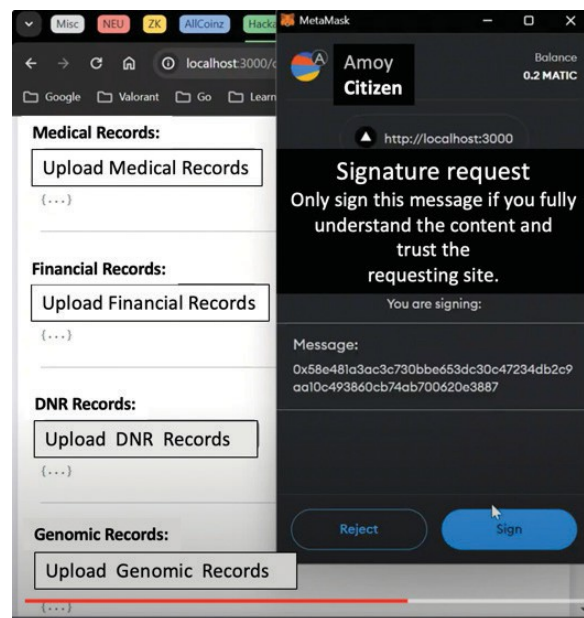 Misc
NEU
ZK
AllCoinz
Hacka
localhost:3000/c
Google
Valorant
Go
Learn
Medical Records:
Upload Medical Records
{...}
Financial Records:
Upload Financial Records
{...}
DNR Records:
Upload DNR Records
{...}
Genomic Records:
Upload Genomic Records
{...}
MetaMask
A
Amoy
Citizen
Balance
0.2 MATIC
http://localhost:3000
Signature request
Only sign this message if you fully
understand the content and
trust the
requesting site.
You are signing:
Message:
0x58e481a3ac3c730bbe653dc30c47234db2c9
aa10c493860cb74ab700620e3887
Reject
Sign